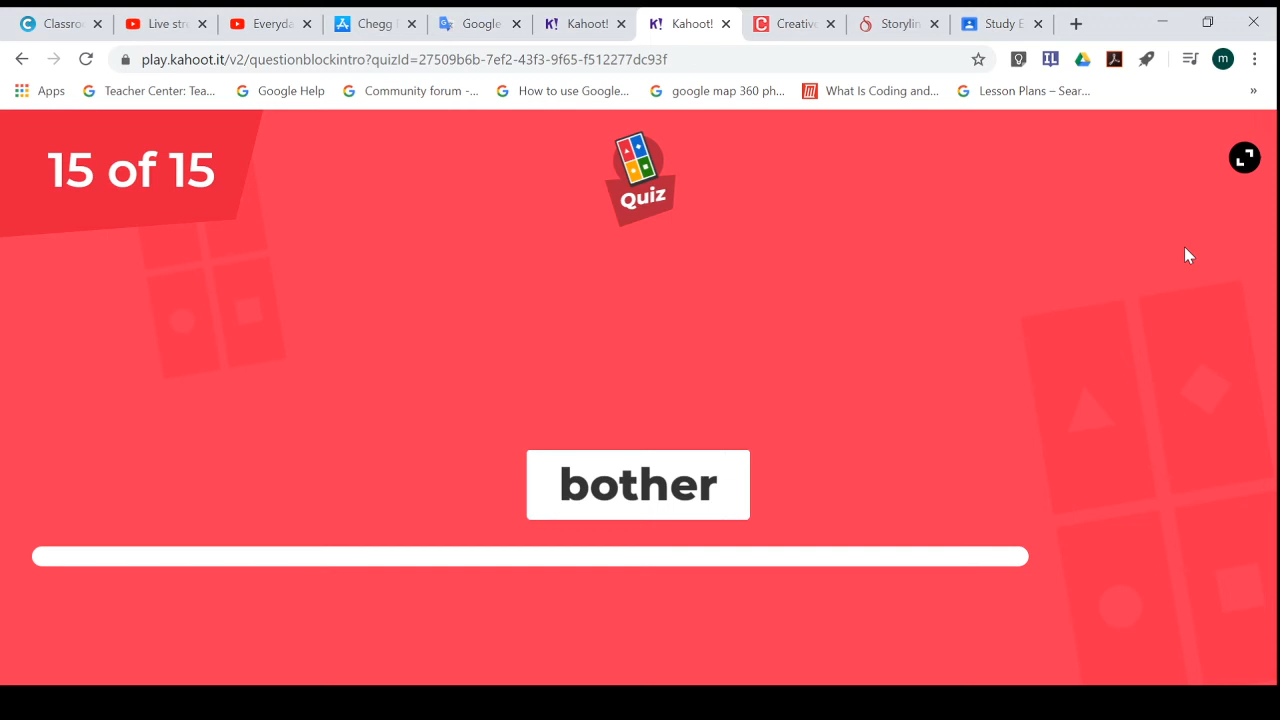 Classroo
Live stre
Everyda
Chegg
Google
Kahoot!
Kahoot!
Creative
Storylin
Study E
play.kahoot.it/v2/questionblockintro?quizId=27509b6b-7ef2-43f3-9f65-f512277dc93f
m
Apps
Teacher Center: Tea...
Google Help
Community forum -...
How to use Google...
google map 360 ph...
What Is Coding and...
Lesson Plans – Sear...
15 of 15
Quiz
bother